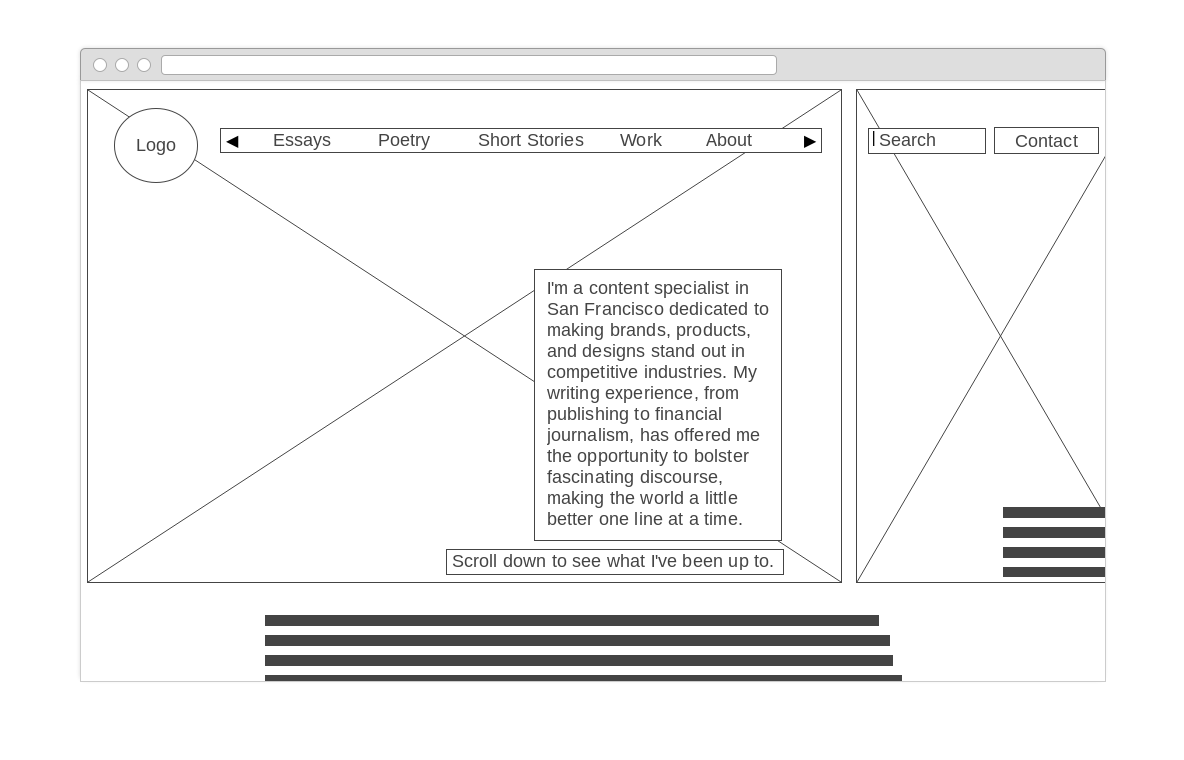 Logo
Essays Poetry Short Stories Work About
Search
Contact
I'm a content specialist in
San Francisco dedicated to
making brands, products,
and designs stand out in
competitive industries. My
writing experience, from
publishing to financial
journalism, has offered me
the opportunity to bolster
fascinating discourse,
making the world a little
better one line at a time.
Scroll down to see what I've been up to.